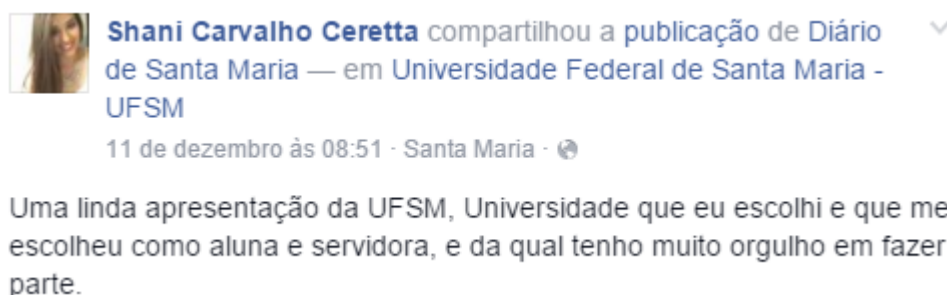 Shani Carvalho Ceretta compartilhou a publicação de Diário
de Santa Maria — em Universidade Federal de Santa Maria -
UFSM
11 de dezembro às 08:51 · Santa Maria ·
Uma linda apresentação da UFSM, Universidade que eu escolhi e que me
escolheu como aluna e servidora, e da qual tenho muito orgulho em fazer
parte.